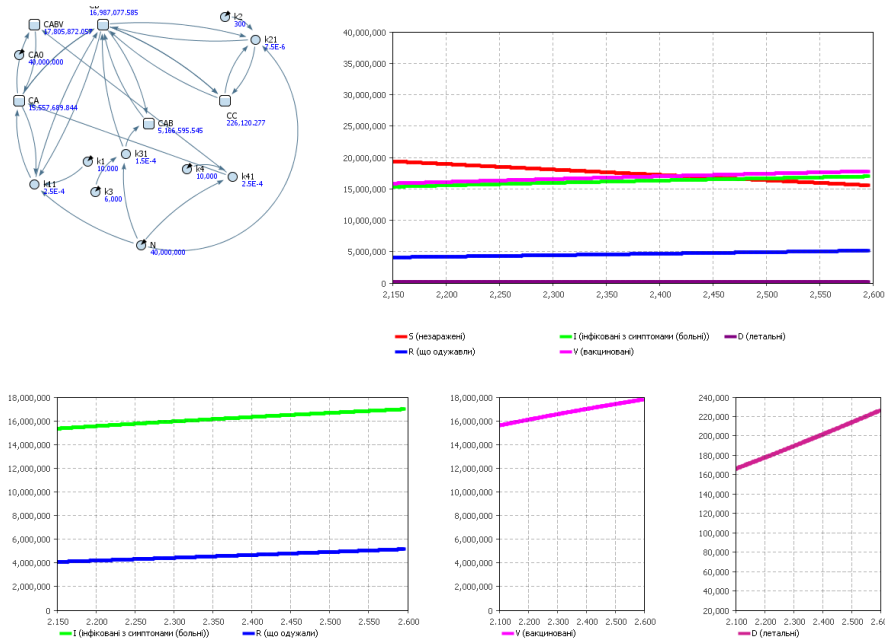 CB
16,987,077.585
CABV
17,805,872.057
k2
300
k21
7.5E-6
CA0
40,000,000
CA
15,557,689.844
CC
226,120.277
CAB
5,166,595.545
k31
1.5E-4
k1
10,000
k4
10,000
k41
2.5E-4
k11
2.5E-4
k3
6,000
N
40,000,000
40,000,000
35,000,000
30,000,000
25,000,000
20,000,000
15,000,000
10,000,000
5,000,000
0
2,150 2,200 2,250 2,300 2,350 2,400 2,450 2,500 2,550 2,600
S (незаражені) I (інфіковані з симптомами (больні)) D (летальні)
R (що одужавли) V (вакциновані)
18,000,000
16,000,000
14,000,000
12,000,000
10,000,000
8,000,000
6,000,000
4,000,000
2,000,000
0
2.150 2.200 2.250 2.300 2.350 2.400 2.450 2.500 2.550 2.600
I (інфіковані з симптомами (больні)) R (що одужали)
18,000,000
16,000,000
14,000,000
12,000,000
10,000,000
8,000,000
6,000,000
4,000,000
2,000,000
0
2.100 2.200 2.300 2.400 2.500 2.600
V (вакциновані)
240,000
220,000
200,000
180,000
160,000
140,000
120,000
100,000
80,000
60,000
40,000
20,000
2.100 2.200 2.300 2.400 2.500 2.600
D (летальні)